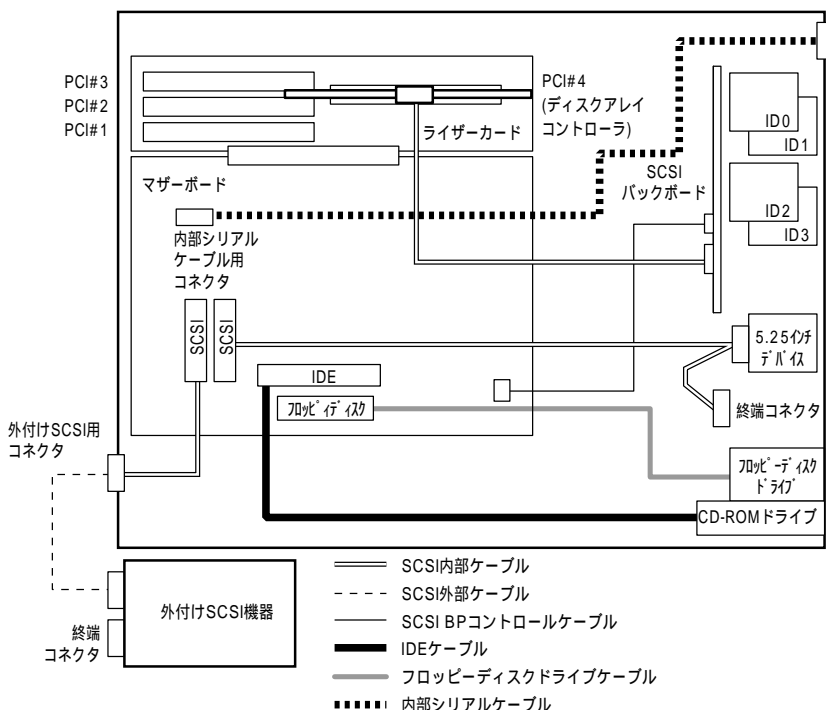 PCI#3
PCI#2
PCI#1
PCI#4
(ディスクアレイ
コントローラ)
ライザーカード
ID0
ID1
SCSI
バックボード
ID2
ID3
マザーボード
内部シリアル
ケーブル用
コネクタ
SCSI
SCSI
5.25インチ
デバイス
IDE
フロッピィディスク
終端コネクタ
外付けSCSI用
コネクタ
フロッピーディスク
ドライブ
CD-ROMドライブ
外付けSCSI機器
終端
コネクタ
SCSI内部ケーブル
SCSI外部ケーブル
SCSI BPコントロールケーブル
IDEケーブル
フロッピーディスクドライブケーブル
内部シリアルケーブル